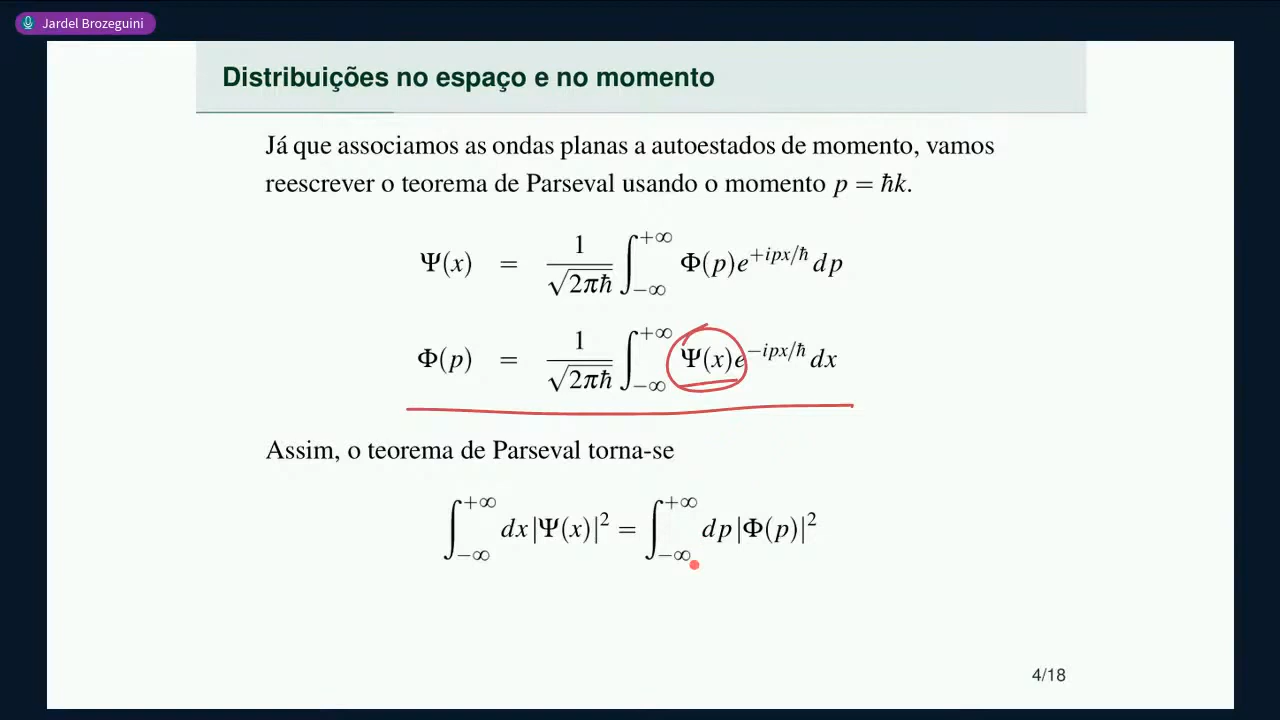 Jardel Brozeguini
Distribuições no espaço e no momento
Já que associamos as ondas planas a autoestados de momento, vamos
reescrever o teorema de Parseval usando o momento p = ħk.
Ψ(x) = 1/√(2πħ) ∫_{−∞}^{+∞} Φ(p)e^{+ipx/ħ} dp
Φ(p) = 1/√(2πħ) ∫_{−∞}^{+∞} Ψ(x)e^{−ipx/ħ} dx
Assim, o teorema de Parseval torna-se
∫_{−∞}^{+∞} dx|Ψ(x)|² = ∫_{−∞}^{+∞} dp|Φ(p)|²
4/18